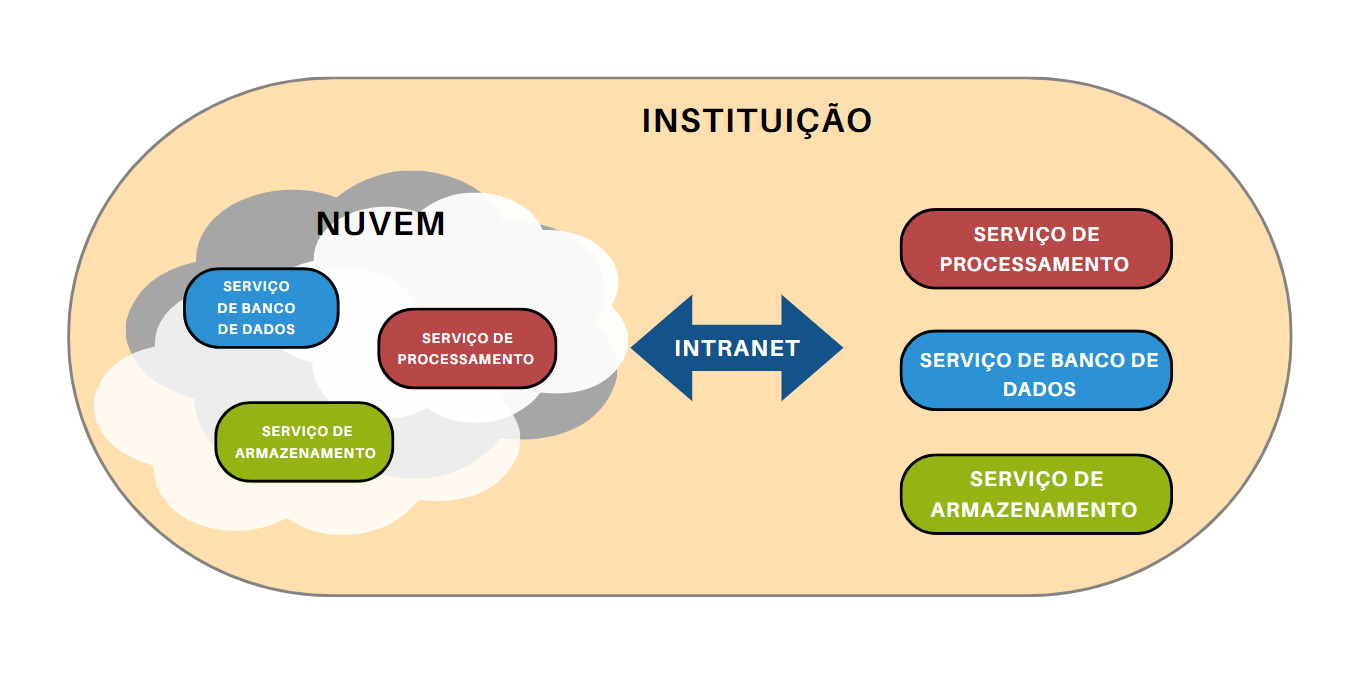 INSTITUIÇÃO
NUVEM
SERVIÇO
DE BANCO
DE DADOS
SERVIÇO DE
PROCESSAMENTO
SERVIÇO DE
ARMAZENAMENTO
INTRANET
SERVIÇO DE
PROCESSAMENTO
SERVIÇO DE BANCO DE
DADOS
SERVIÇO DE
ARMAZENAMENTO